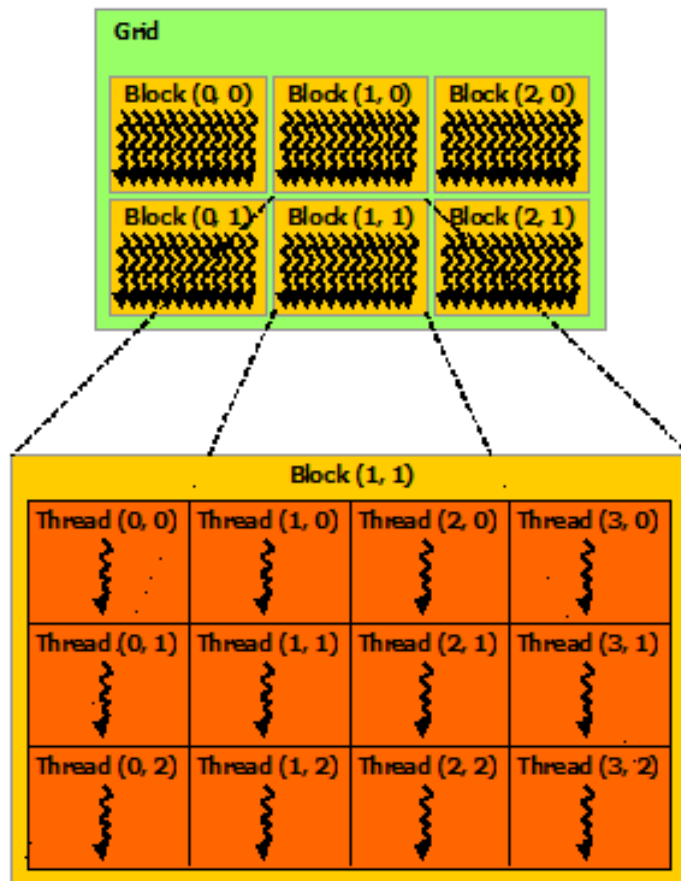 Grid
Block (0, 0) Block (1, 0) Block (2, 0)
Block (0, 1) Block (1, 1) Block (2, 1)
Block (1, 1)
Thread (0, 0) Thread (1, 0) Thread (2, 0) Thread (3, 0)
Thread (0, 1) Thread (1, 1) Thread (2, 1) Thread (3, 1)
Thread (0, 2) Thread (1, 2) Thread (2, 2) Thread (3, 2)